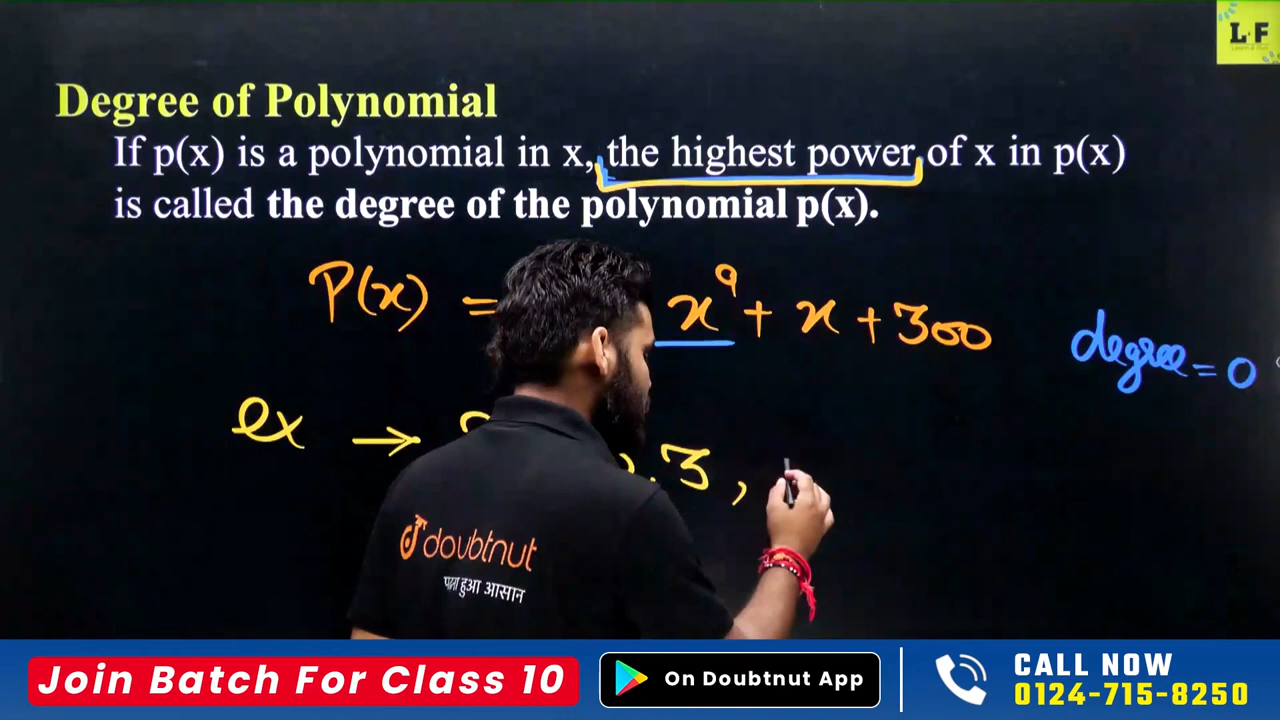 L F
Degree of Polynomial
If p(x) is a polynomial in x, the highest power of x in p(x)
is called the degree of the polynomial p(x).
P(x) = x⁹ + x + 300
degree = 0
ex → .3 ,
doubtnut
पढ़ना हुआ आसान
Join Batch For Class 10
On Doubtnut App
CALL NOW
0124-715-8250